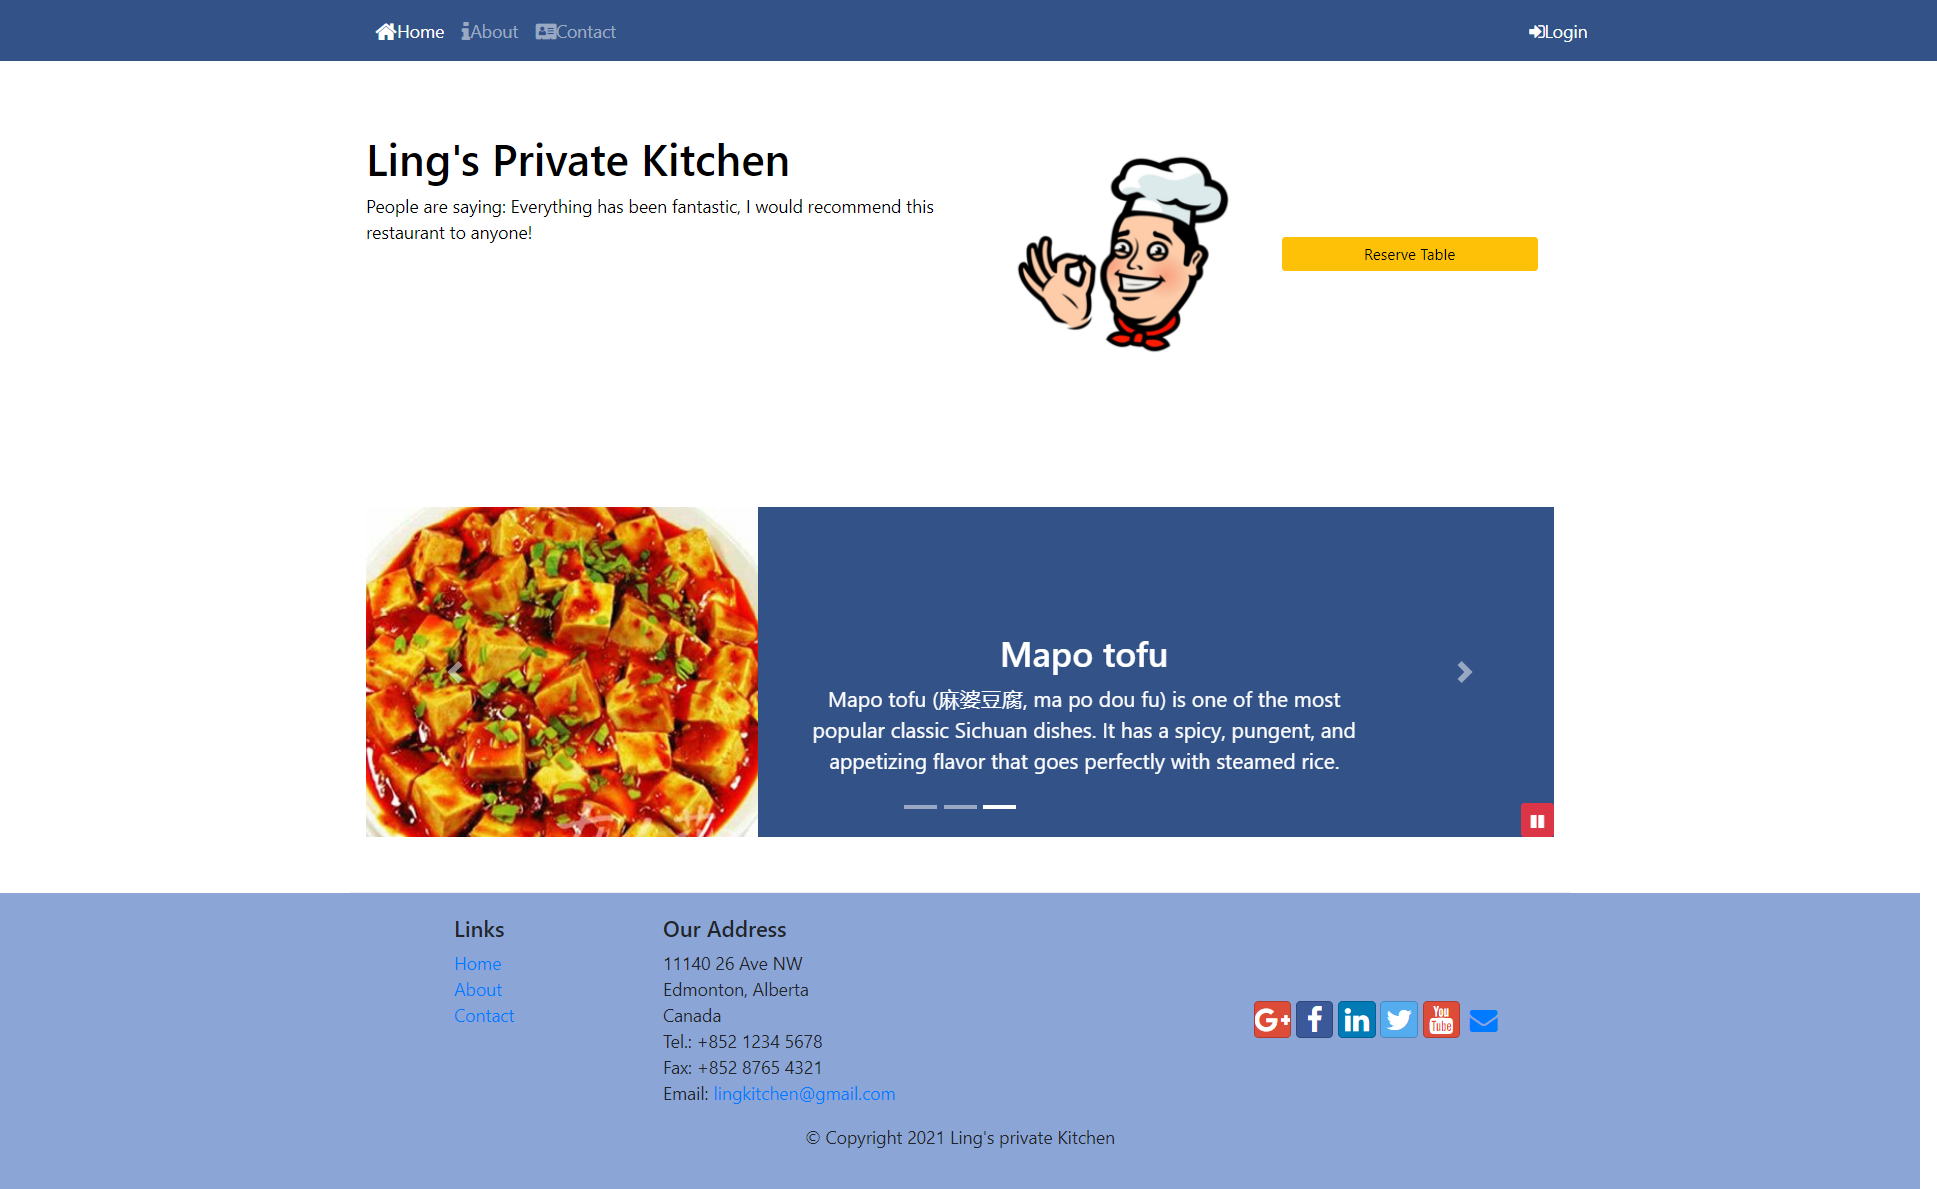 Home About Contact Login
Ling's Private Kitchen
People are saying: Everything has been fantastic, I would recommend this
restaurant to anyone!
Reserve Table
Mapo tofu
Mapo tofu (麻婆豆腐, ma po dou fu) is one of the most
popular classic Sichuan dishes. It has a spicy, pungent, and
appetizing flavor that goes perfectly with steamed rice.
Links
Home
About
Contact
Our Address
11140 26 Ave NW
Edmonton, Alberta
Canada
Tel.: +852 1234 5678
Fax: +852 8765 4321
Email: lingkitchen@gmail.com
G+ f in You Tube
© Copyright 2021 Ling's private Kitchen